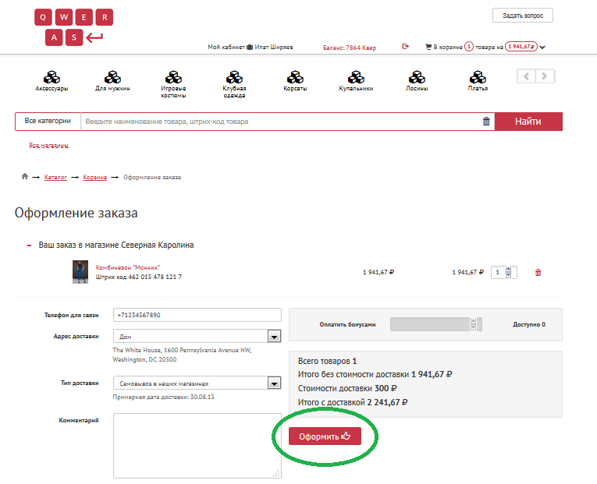 Q W E R
A S
Задать вопрос
Мой кабинет Ипат Ширяев
Баланс: 7864 Квер
В корзине 1 товара на 1 941,67 ₽
Аксессуары
Для мужчин
Игровые костюмы
Клубная одежда
Корсеты
Купальники
Лосины
Платья
Все категории
Введите наименование товара, штрих-код товара
Найти
Все магазины
Каталог
Корзина
Оформление заказа
Оформление заказа
Ваш заказ в магазине Северная Каролина
Комбинезон "Монник"
1 941,67 ₽
1 941,67 ₽
1
Штрих код 462 015 478 121 7
Телефон для связи
+71234567890
Оплатить бонусами
Доступно 0
Адрес доставки
Дом
The White House, 1600 Pennsylvania Avenue NW,
Washington, DC 20500
Тип доставки
Самовывоз в наших магазинах
Примерная дата доставки: 30.08.15
Всего товаров 1
Итого без стоимости доставки 1 941,67 ₽
Стоимости доставки 300 ₽
Итого с доставкой 2 241,67 ₽
Комментарий
Оформить